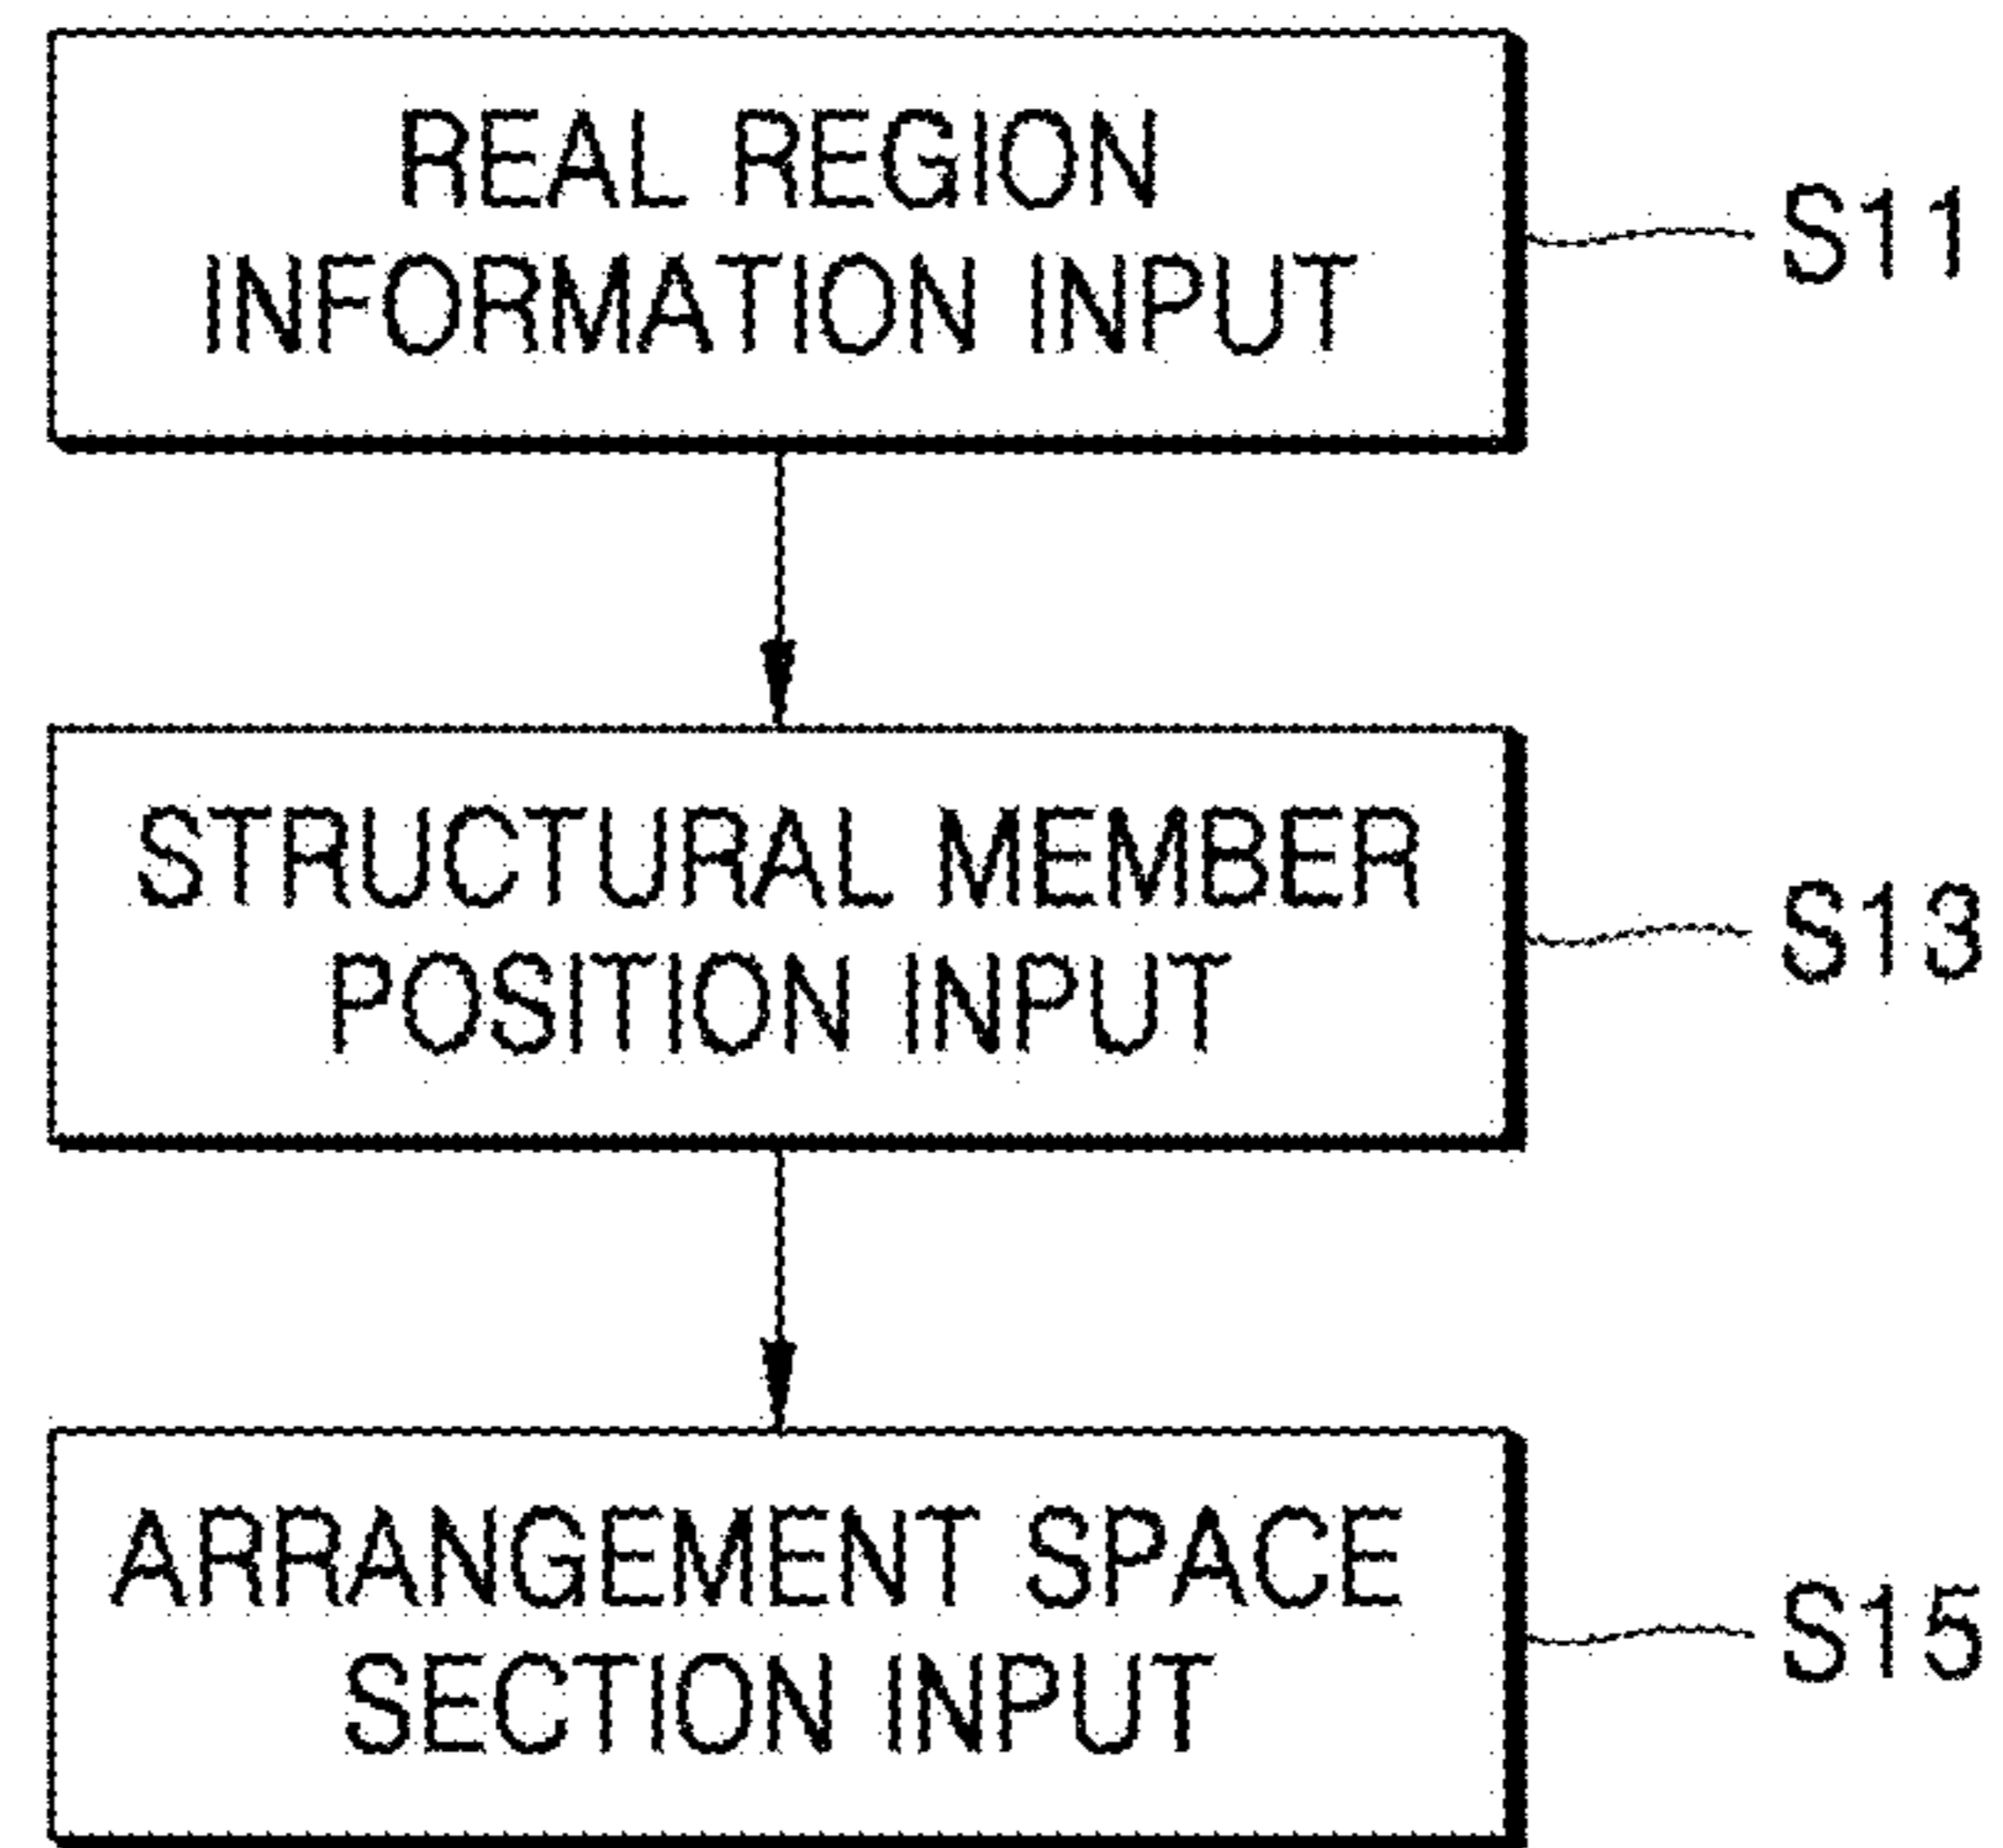 REAL REGION
INFORMATION INPUT
S11
STRUCTURAL MEMBER
POSITION INPUT
S13
ARRANGEMENT SPACE
SECTION INPUT
S15